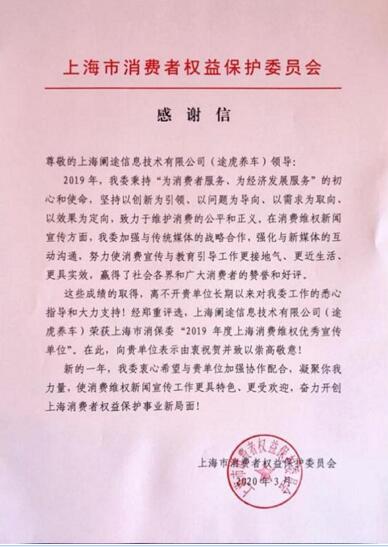 上海市消费者权益保护委员会
感谢信
尊敬的上海阑途信息技术有限公司（途虎养车）领导：
2019 年，我委秉持“为消费者服务、为经济发展服务”的初
心和使命，坚持以创新为引领、以问题为导向、以需求为取向、
以效果为定向，致力于维护消费的公平和正义。在消费维权新闻
宣传方面，我委加强与传统媒体的战略合作，强化与新媒体的互
动沟通，努力使消费宣传与教育引导工作更接地气、更近生活、
更具实效，赢得了社会各界和广大消费者的赞誉和好评。
这些成绩的取得，离不开贵单位长期以来对我委工作的悉心
指导和大力支持！经郑重评选，上海阑途信息技术有限公司（途
虎养车）荣获上海市消保委“2019 年度上海消费维权优秀宣传
单位”。在此，向贵单位表示由衷祝贺并致以崇高敬意！
新的一年，我委衷心希望与贵单位加强协作配合，凝聚你我
力量，使消费维权新闻宣传工作更具特色、更受欢迎，奋力开创
上海消费者权益保护事业新局面！
上海市消费者权益保护委员会
2020 年 3 月
上海市消费者权益保护委员会